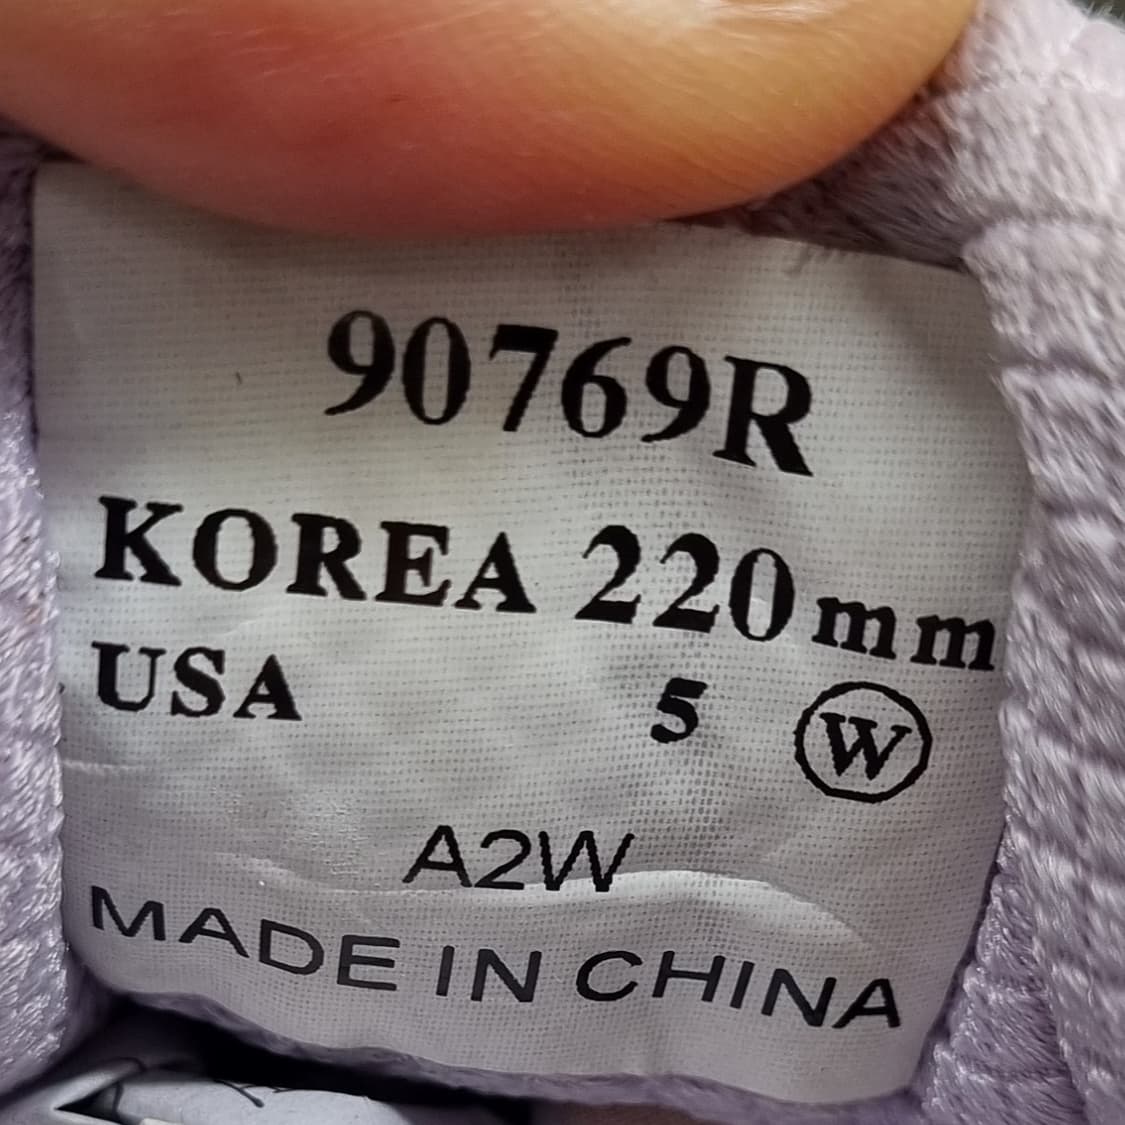 90769R
KOREA 220mm
USA 5 W
A2W
MADE IN CHINA